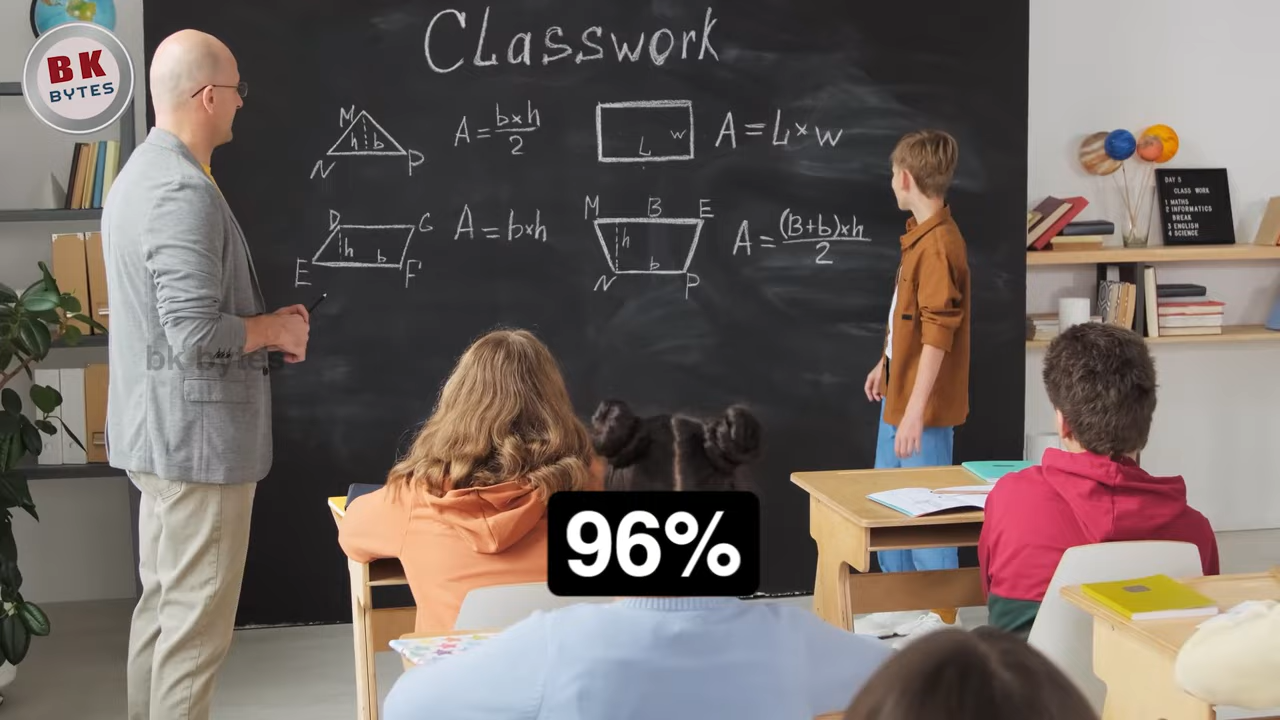 BK
BYTES
Classwork
M
h b
N P
A = b×h
2
w
L
A = L×w
D G
h b
E F
A = b×h
M B E
h
b
N P
A = (B+b)×h
2
DAY 5
CLASS WORK
1 MATHS
2 INFORMATICS
BREAK
3 ENGLISH
4 SCIENCE
bk bytes
96%